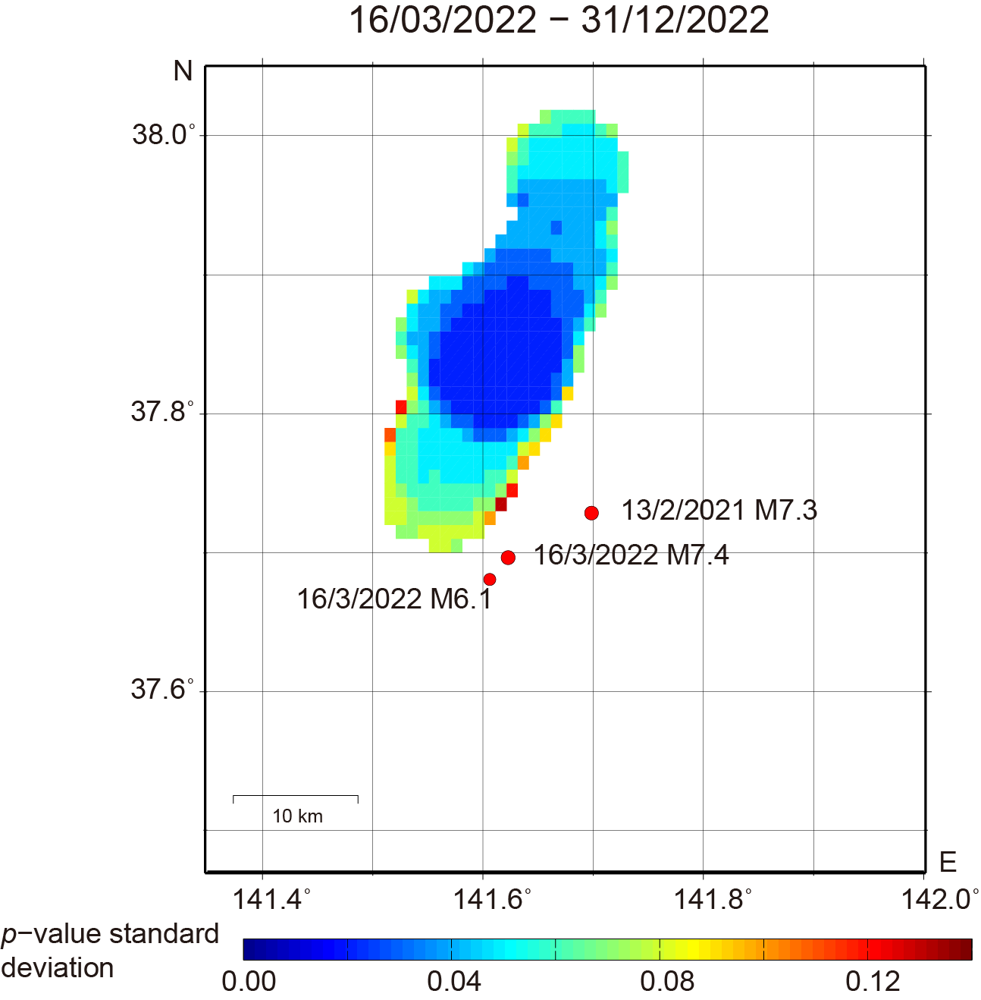 16/03/2022 − 31/12/2022
N
38.0°
37.8°
13/2/2021 M7.3
16/3/2022 M7.4
16/3/2022 M6.1
37.6°
10 km
E
141.4° 141.6° 141.8° 142.0°
p−value standard
deviation
0.00 0.04 0.08 0.12